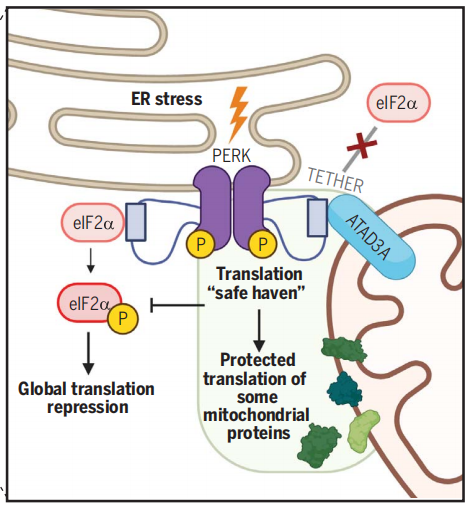 ER stress
eIF2α
PERK
TETHER
ATAD3A
eIF2α
P
P
Translation
“safe haven”
eIF2α
P
Protected
translation of
some
mitochondrial
proteins
Global translation
repression